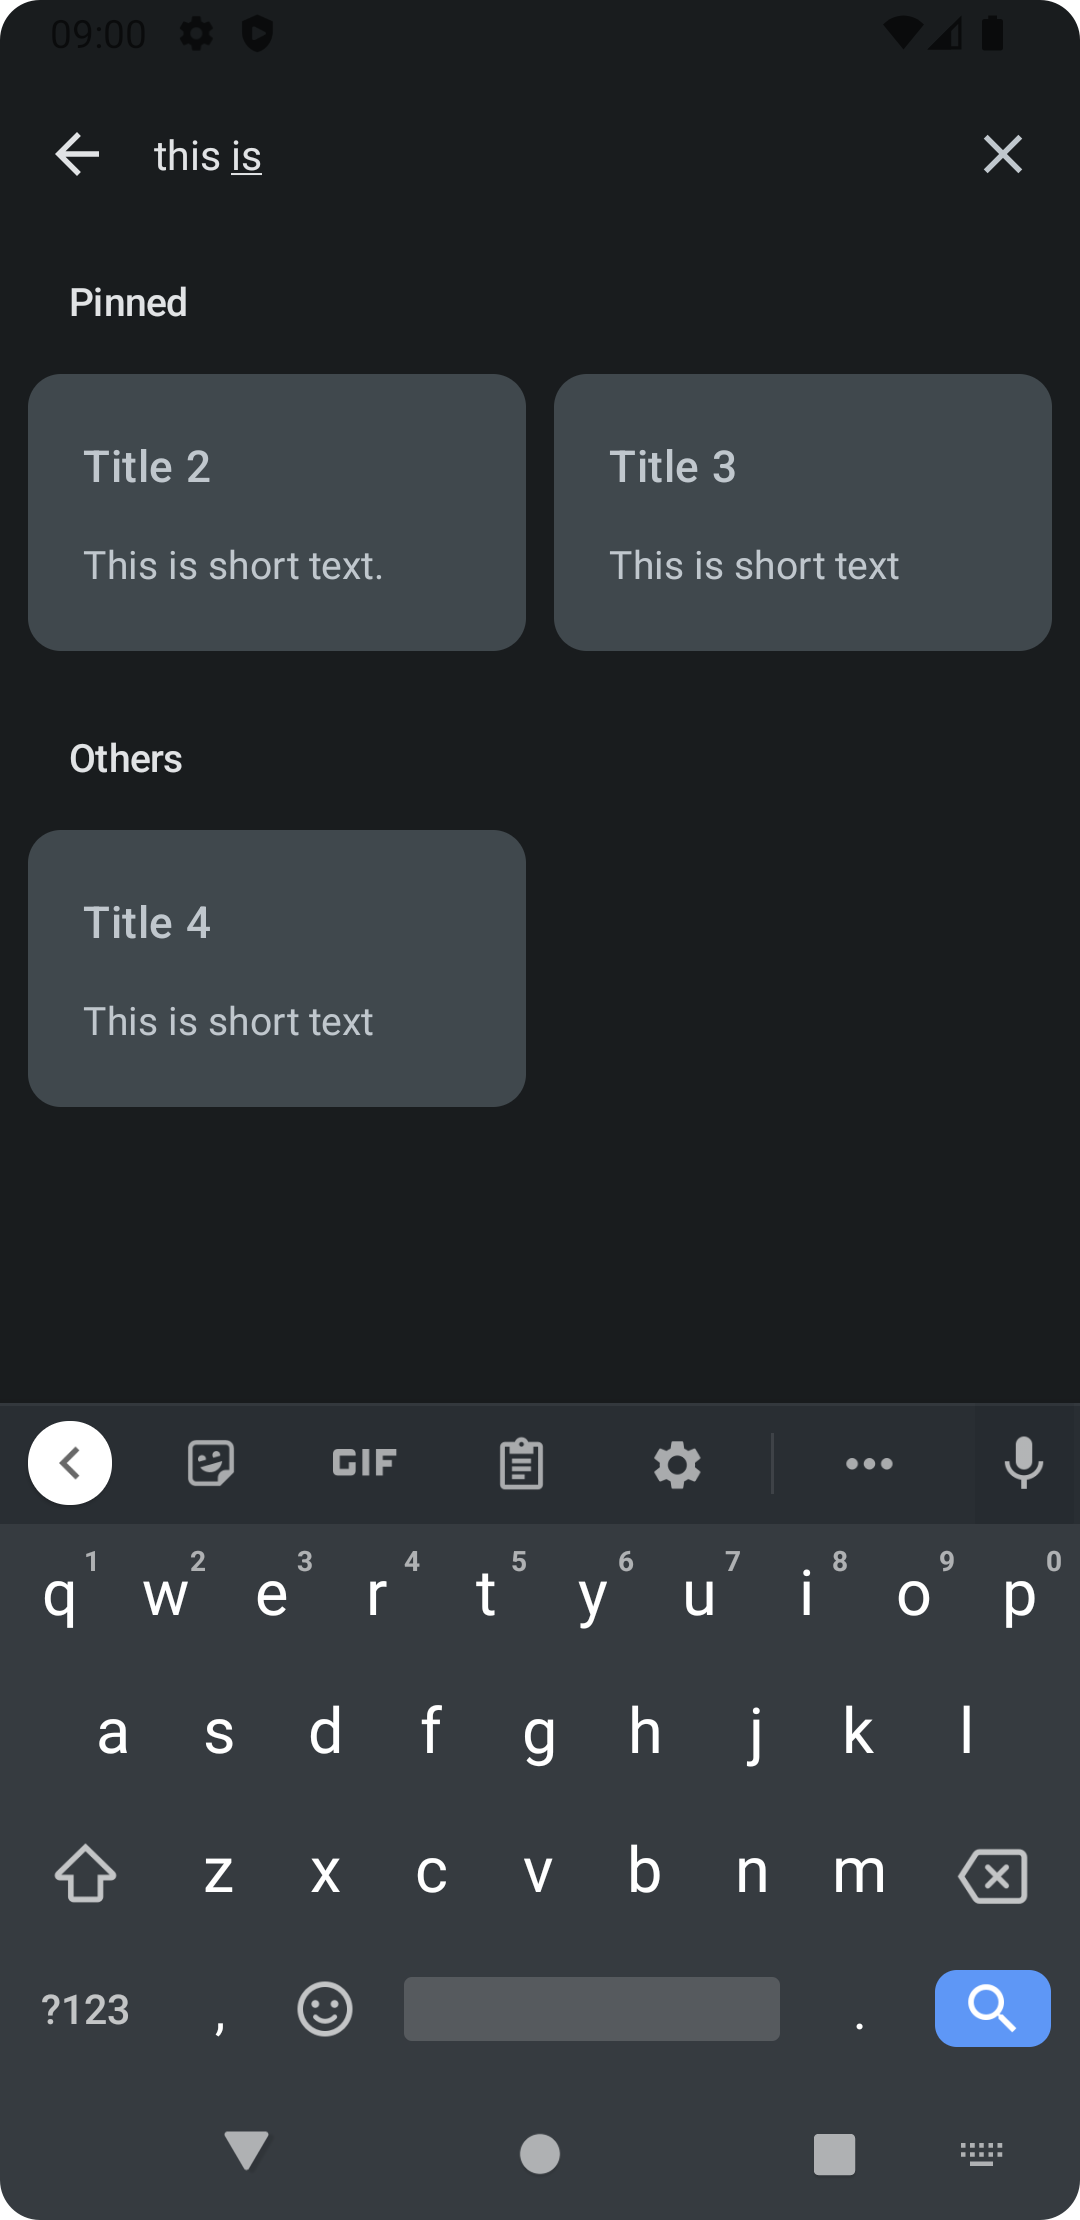 09:00
this is
Pinned
Title 2
This is short text.
Title 3
This is short text
Others
Title 4
This is short text
GIF
1 2 3 4 5 6 7 8 9 0
q w e r t y u i o p
a s d f g h j k l
z x c v b n m
?123 , .